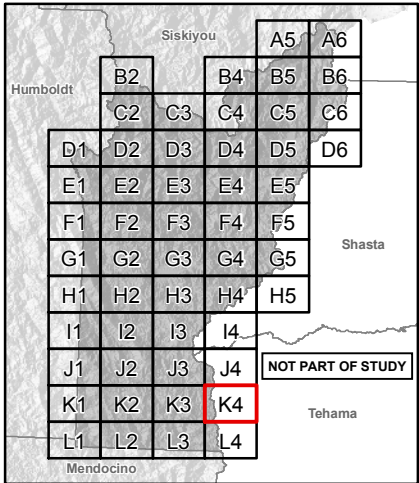 Siskiyou
A5 A6
B2 B4 B5 B6
Humboldt
C2 C3 C4 C5 C6
D1 D2 D3 D4 D5 D6
E1 E2 E3 E4 E5
F1 F2 F3 F4 F5
Shasta
G1 G2 G3 G4 G5
H1 H2 H3 H4 H5
I1 I2 I3 I4
J1 J2 J3 J4 NOT PART OF STUDY
K1 K2 K3 K4
Tehama
L1 L2 L3 L4
Mendocino